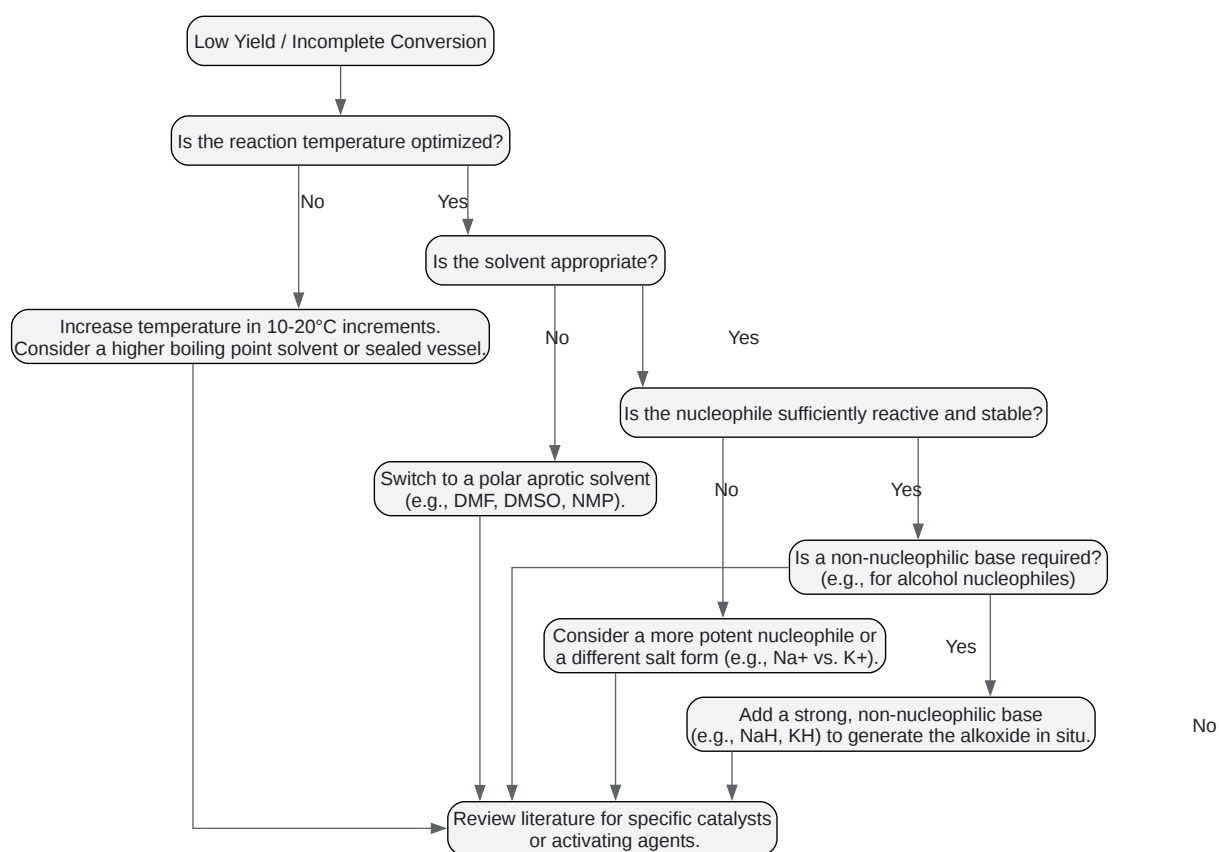 Low Yield / Incomplete Conversion
Is the reaction temperature optimized?
No
Yes
Is the solvent appropriate?
Increase temperature in 10-20°C increments.
Consider a higher boiling point solvent or sealed vessel.
No
Yes
Is the nucleophile sufficiently reactive and stable?
Switch to a polar aprotic solvent
(e.g., DMF, DMSO, NMP).
No
Yes
Is a non-nucleophilic base required?
(e.g., for alcohol nucleophiles)
Consider a more potent nucleophile or
a different salt form (e.g., Na+ vs. K+).
Yes
Add a strong, non-nucleophilic base
(e.g., NaH, KH) to generate the alkoxide in situ.
No
Review literature for specific catalysts
or activating agents.